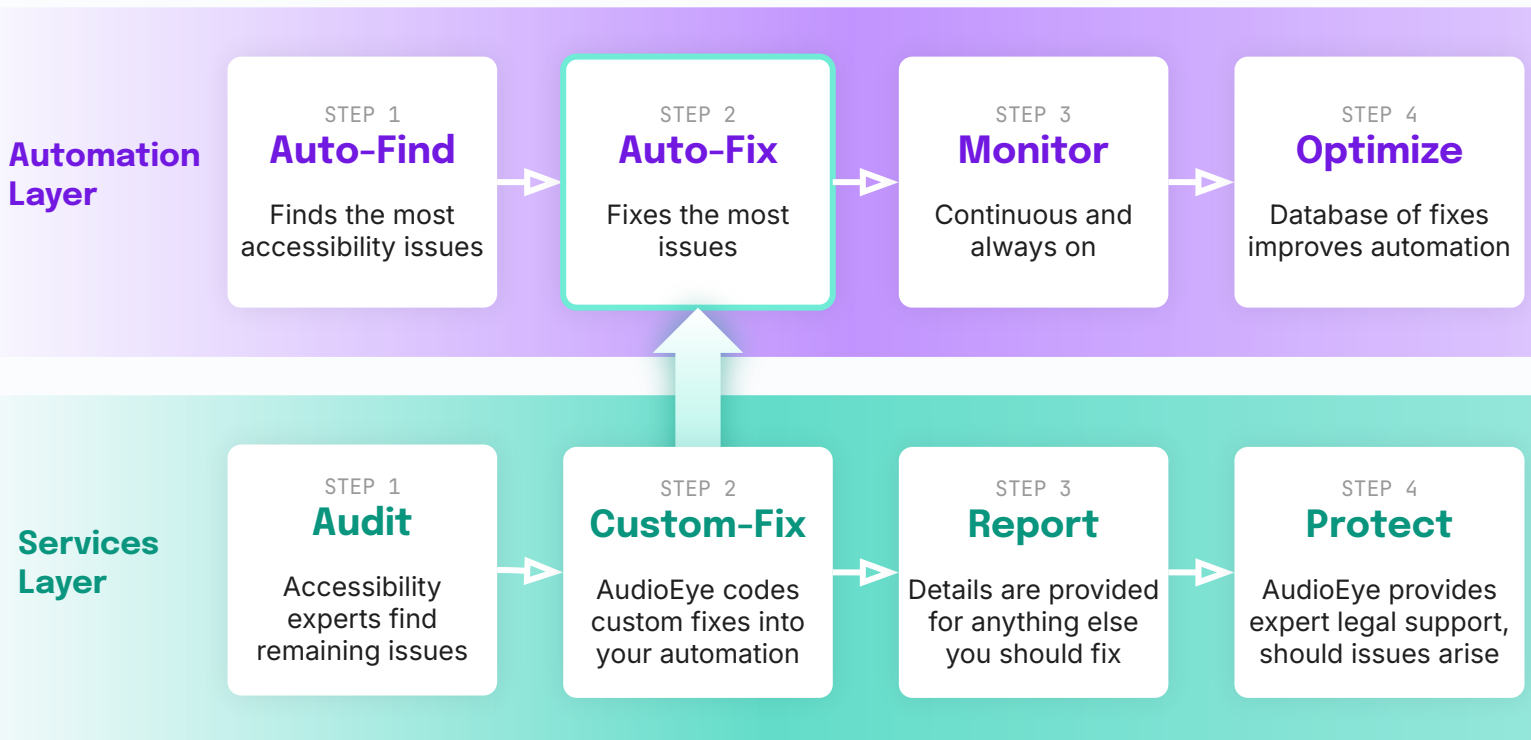 Automation
Layer
STEP 1
Auto-Find
Finds the most
accessibility issues
STEP 2
Auto-Fix
Fixes the most
issues
STEP 3
Monitor
Continuous and
always on
STEP 4
Optimize
Database of fixes
improves automation
Services
Layer
STEP 1
Audit
Accessibility
experts find
remaining issues
STEP 2
Custom-Fix
AudioEye codes
custom fixes into
your automation
STEP 3
Report
Details are provided
for anything else
you should fix
STEP 4
Protect
AudioEye provides
expert legal support,
should issues arise